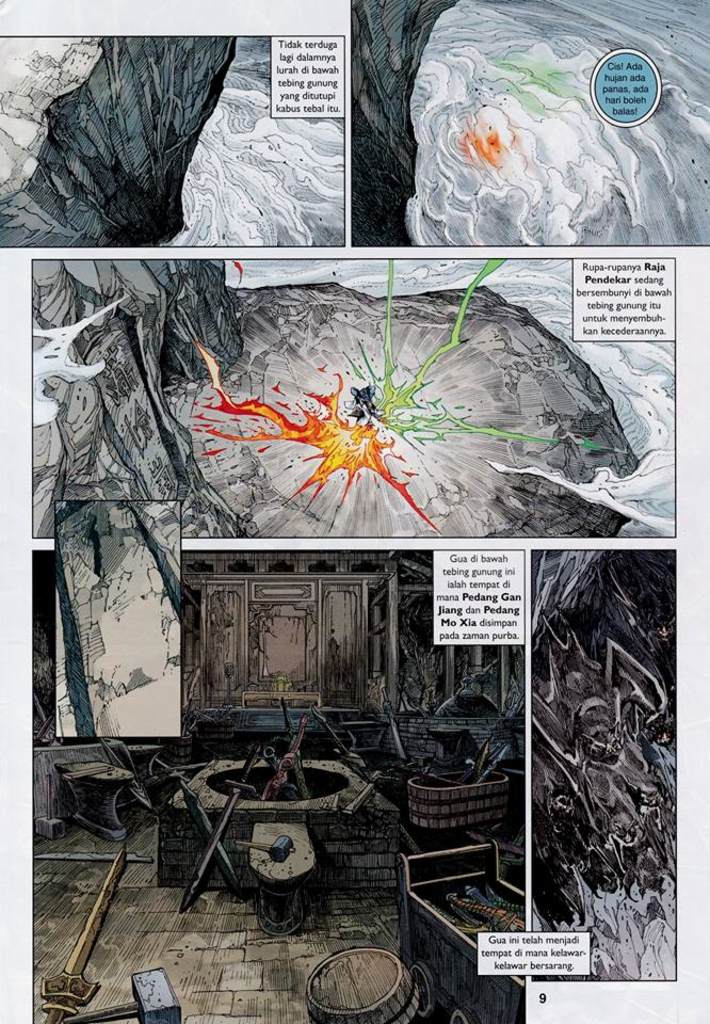 Tidak terduga
lagi dalamnya
lurah di bawah
tebing gunung
yang ditutupi
kabus tebal itu.
Cis! Ada
hujan ada
panas, ada
hari boleh
balas!
Rupa-rupanya Raja
Pendekar sedang
bersembunyi di bawah
tebing gunung itu
untuk menyembuh-
kan kecederaannya.
Gua di bawah
tebing gunung ini
ialah tempat di
mana Pedang Gan
Jiang dan Pedang
Mo Xia disimpan
pada zaman purba.
Gua ini telah menjadi
tempat di mana kelawar-
kelawar bersarang.
9